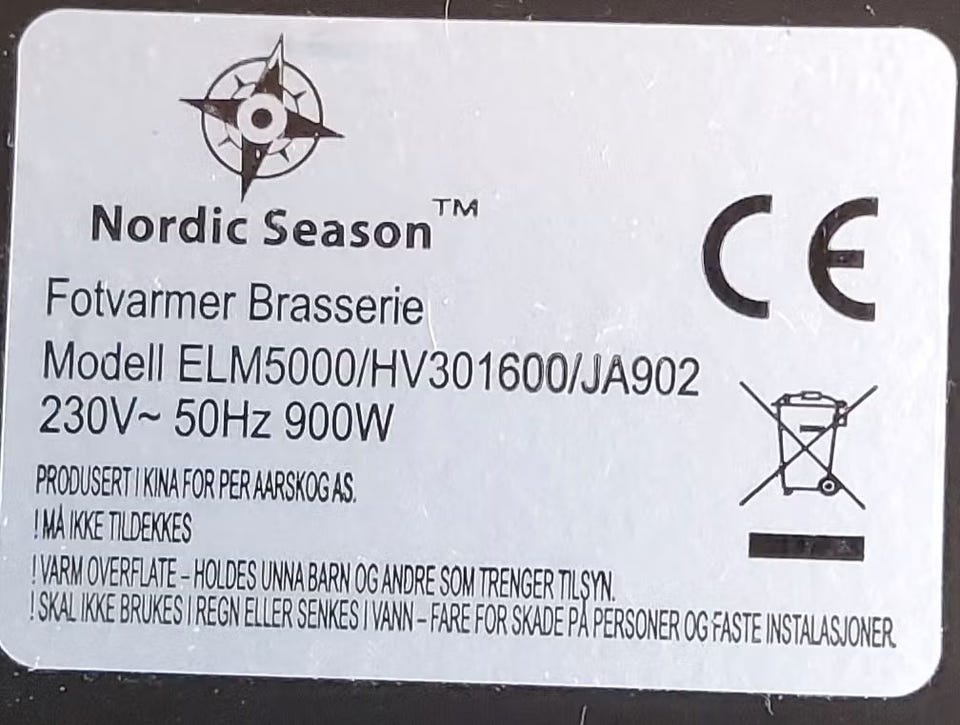 Nordic Season™
CE
Fotvarmer Brasserie
Modell ELM5000/HV301600/JA902
230V~ 50Hz 900W
PRODUSERT I KINA FOR PER AARSKOG AS.
! MÅ IKKE TILDEKKES
! VARM OVERFLATE – HOLDES UNNA BARN OG ANDRE SOM TRENGER TILSYN.
! SKAL IKKE BRUKES I REGN ELLER SENKES I VANN – FARE FOR SKADE PÅ PERSONER OG FASTE INSTALASJONER.